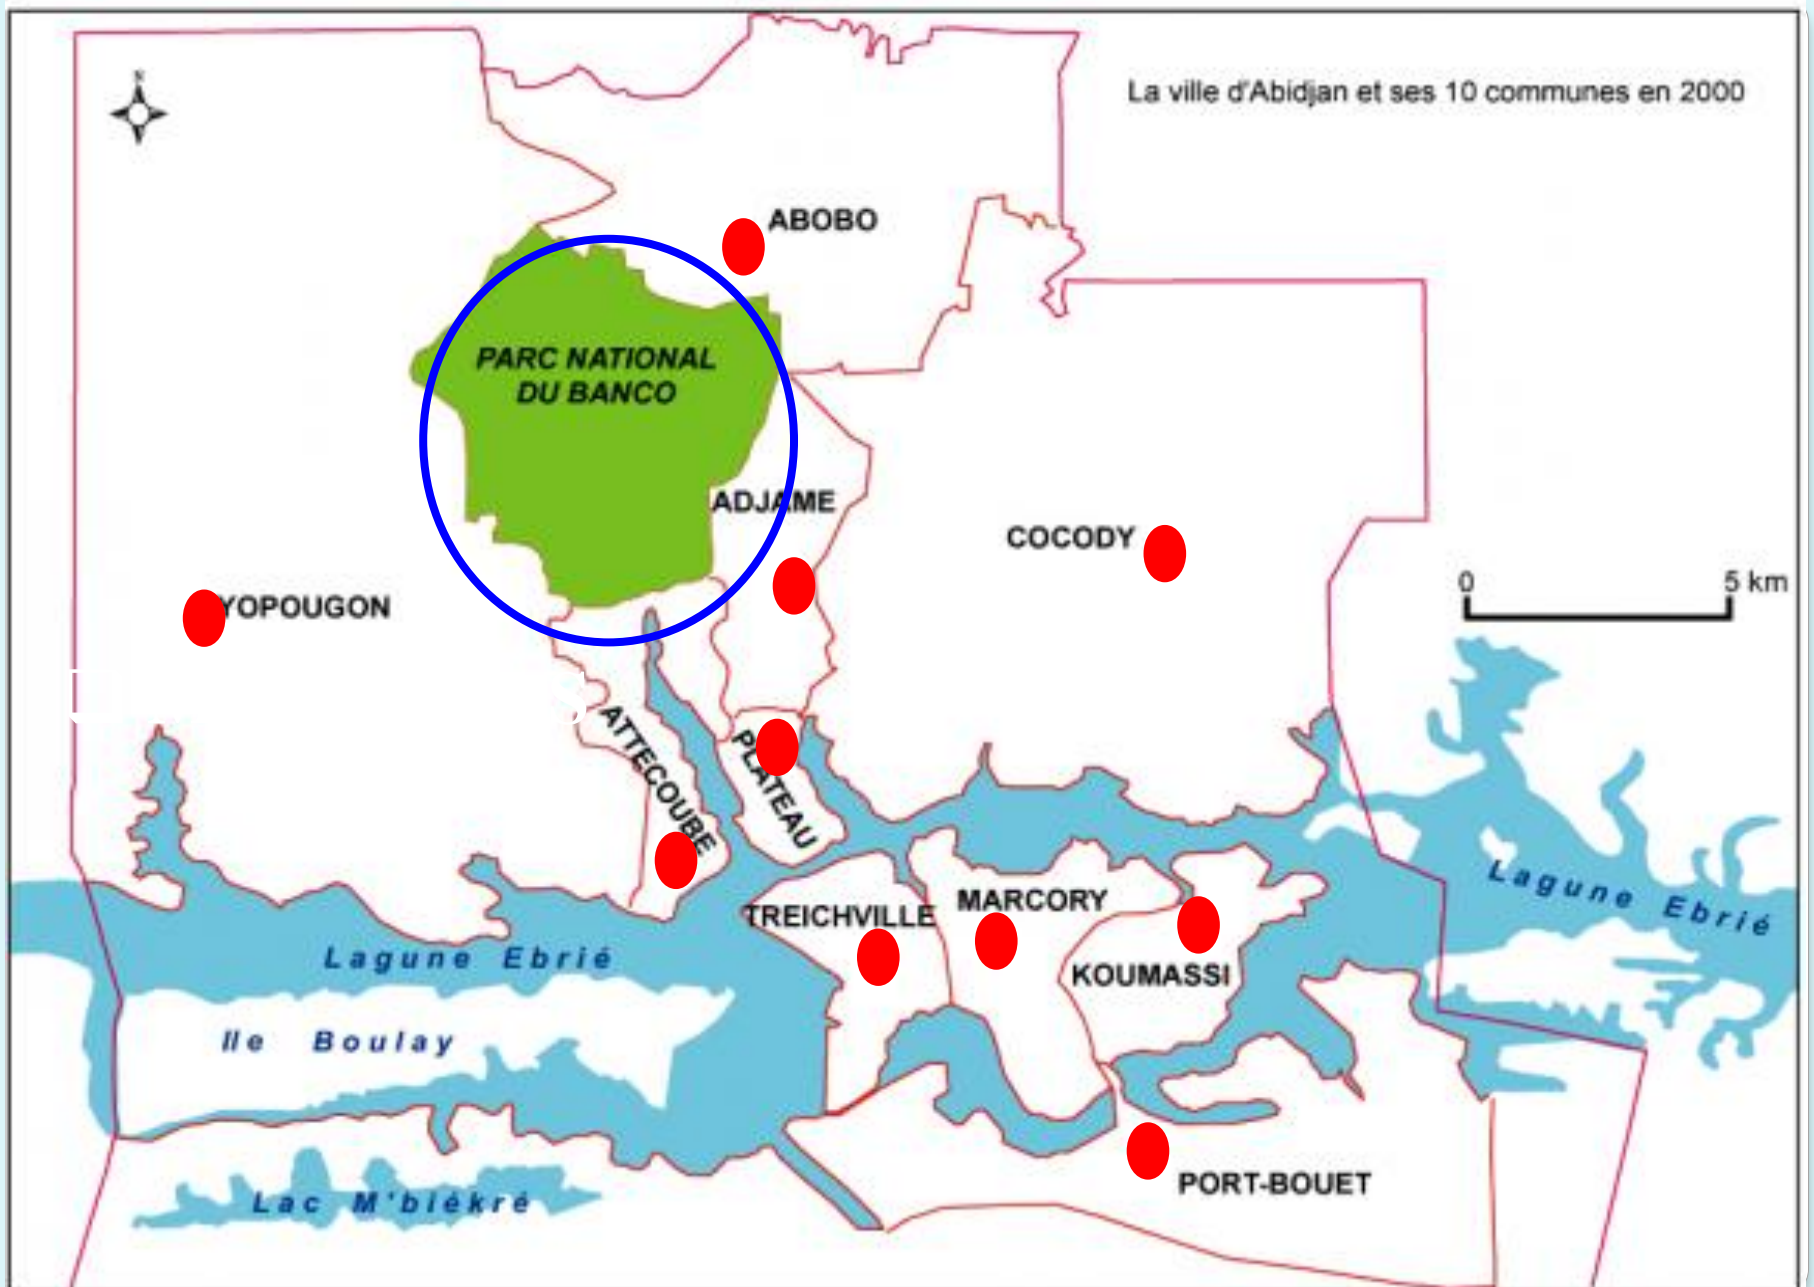 N
La ville d'Abidjan et ses 10 communes en 2000
ABOBO
PARC NATIONAL
DU BANCO
ADJAME
COCODY
0 5 km
YOPOUGON
ATTECOUBE
PLATEAU
Lagune Ebrié
TREICHVILLE
MARCORY
KOUMASSI
Lagune Ebrié
Ile Boulay
Lac M'biékré
PORT-BOUET